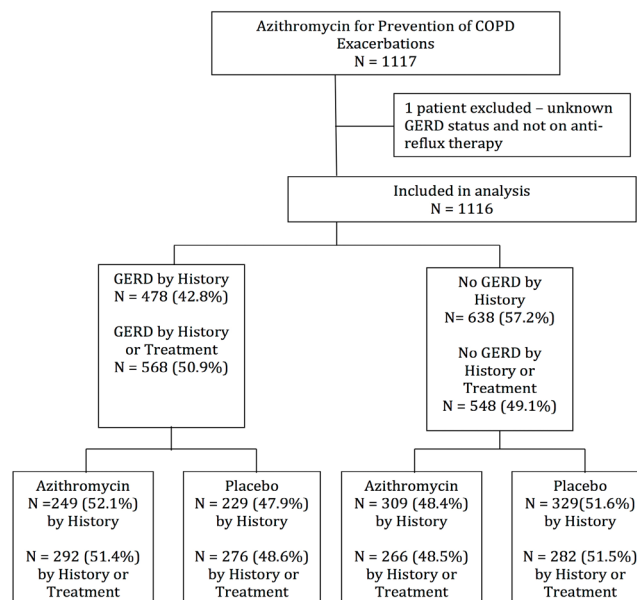 Azithromycin for Prevention of COPD
Exacerbations
N = 1117
1 patient excluded – unknown
GERD status and not on anti-
reflux therapy
Included in analysis
N = 1116
GERD by History
N = 478 (42.8%)
GERD by History
or Treatment
N = 568 (50.9%)
No GERD by
History
N= 638 (57.2%)
No GERD by
History or
Treatment
N = 548 (49.1%)
Azithromycin
N =249 (52.1%)
by History
N = 292 (51.4%)
by History or
Treatment
Placebo
N = 229 (47.9%)
by History
N = 276 (48.6%)
by History or
Treatment
Azithromycin
N = 309 (48.4%)
by History
N = 266 (48.5%)
by History or
Treatment
Placebo
N = 329(51.6%)
by History
N = 282 (51.5%)
by History or
Treatment